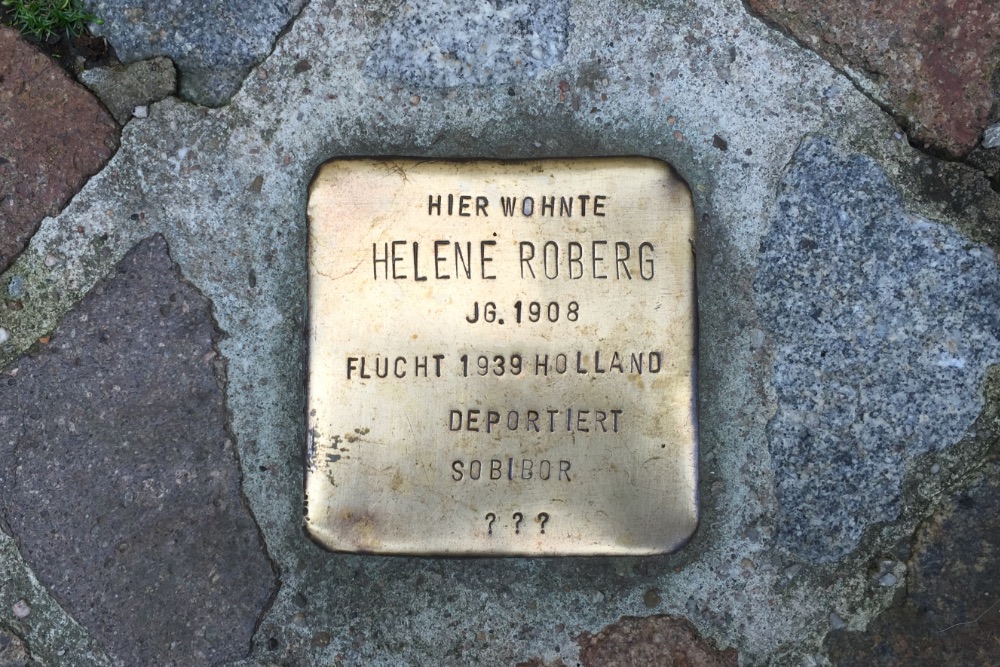 HIER WOHNTE
HELENE ROBERG
JG. 1908
FLUCHT 1939 HOLLAND
DEPORTIERT
SOBIBOR
???